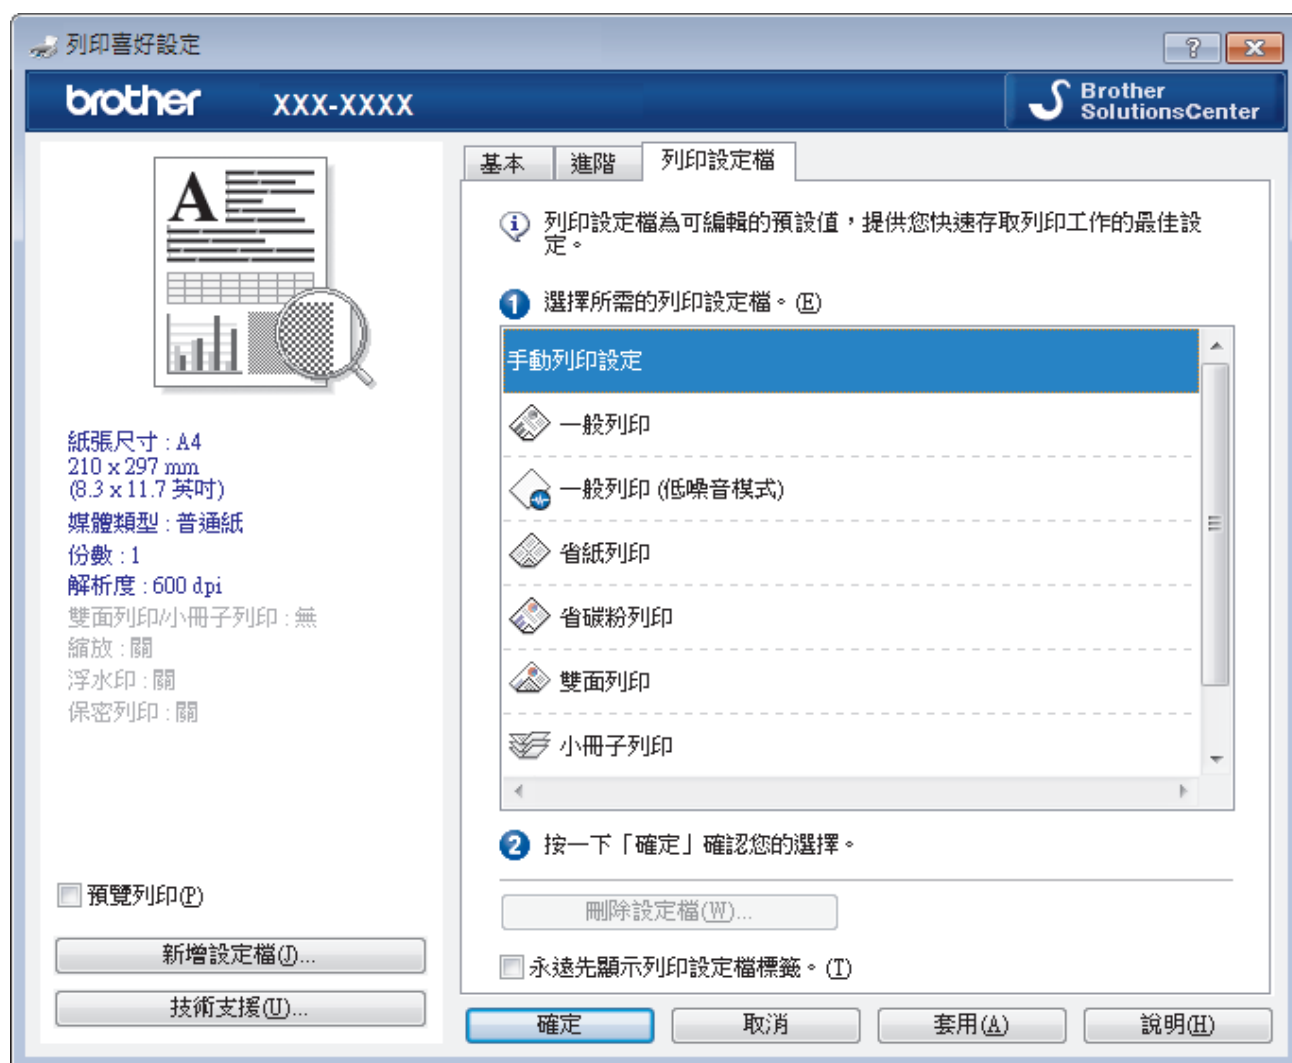 列印喜好設定
brother XXX-XXXX
Brother
SolutionsCenter
紙張尺寸 : A4
210 x 297 mm
(8.3 x 11.7 英吋)
媒體類型 : 普通紙
份數 : 1
解析度 : 600 dpi
雙面列印/小冊子列印 : 無
縮放 : 關
浮水印 : 關
保密列印 : 關
預覽列印(P)
新增設定檔(J)...
技術支援(U)...
基本 進階 列印設定檔
列印設定檔為可編輯的預設值，提供您快速存取列印工作的最佳設
定。
1 選擇所需的列印設定檔。(E)
手動列印設定
一般列印
一般列印 (低噪音模式)
省紙列印
省碳粉列印
雙面列印
小冊子列印
2 按一下「確定」確認您的選擇。
刪除設定檔(W)...
永遠先顯示列印設定檔標籤。(T)
確定 取消 套用(A) 說明(H)